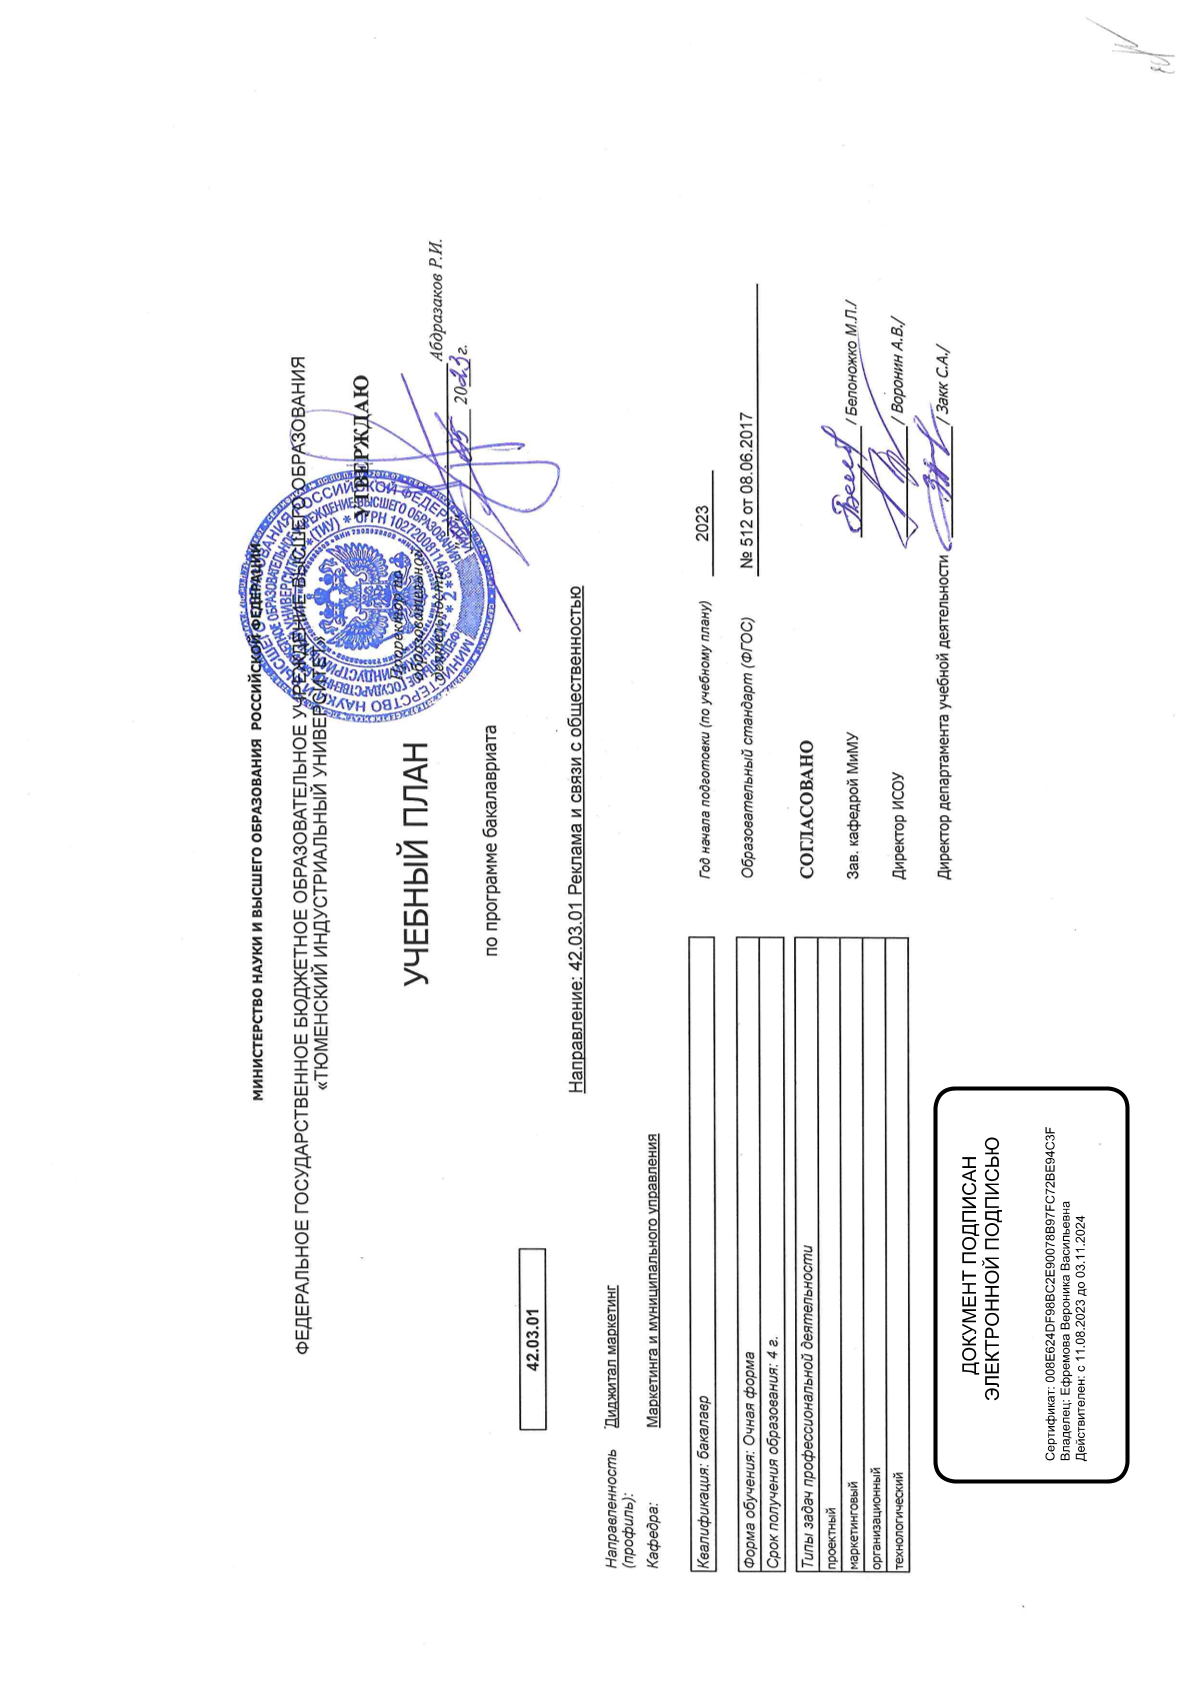 МИНИСТЕРСТВО НАУКИ И ВЫСШЕГО ОБРАЗОВАНИЯ РОССИЙСКОЙ ФЕДЕРАЦИИ
ФЕДЕРАЛЬНОЕ ГОСУДАРСТВЕННОЕ БЮДЖЕТНОЕ ОБРАЗОВАТЕЛЬНОЕ УЧРЕЖДЕНИЕ ВЫСШЕГО ОБРАЗОВАНИЯ
«ТЮМЕНСКИЙ ИНДУСТРИАЛЬНЫЙ УНИВЕРСИТЕТ»
УТВЕРЖДАЮ
УЧЕБНЫЙ ПЛАН
Проректор по
образовательной
деятельности
Абдразаков Р.И.
05 2023 г.
по программе бакалавриата
42.03.01
Направление: 42.03.01 Реклама и связи с общественностью
Направленность (профиль): Диджитал маркетинг
Кафедра: Маркетинга и муниципального управления
Квалификация: бакалавр
Форма обучения: Очная форма
Срок получения образования: 4 г.
Типы задач профессиональной деятельности
проектный
маркетинговый
организационный
технологический
Год начала подготовки (по учебному плану) 2023
Образовательный стандарт (ФГОС) № 512 от 08.06.2017
СОГЛАСОВАНО
Зав. кафедрой МиМУ / Белоножко М.Л./
Директор ИСОУ / Воронин А.В./
Директор департамента учебной деятельности / Закк С.А./
ДОКУМЕНТ ПОДПИСАН
ЭЛЕКТРОННОЙ ПОДПИСЬЮ
Сертификат: 008E624DF98BC2E90078B97FC72BE94C3F
Владелец: Ефремова Вероника Васильевна
Действителен: с 11.08.2023 до 03.11.2024